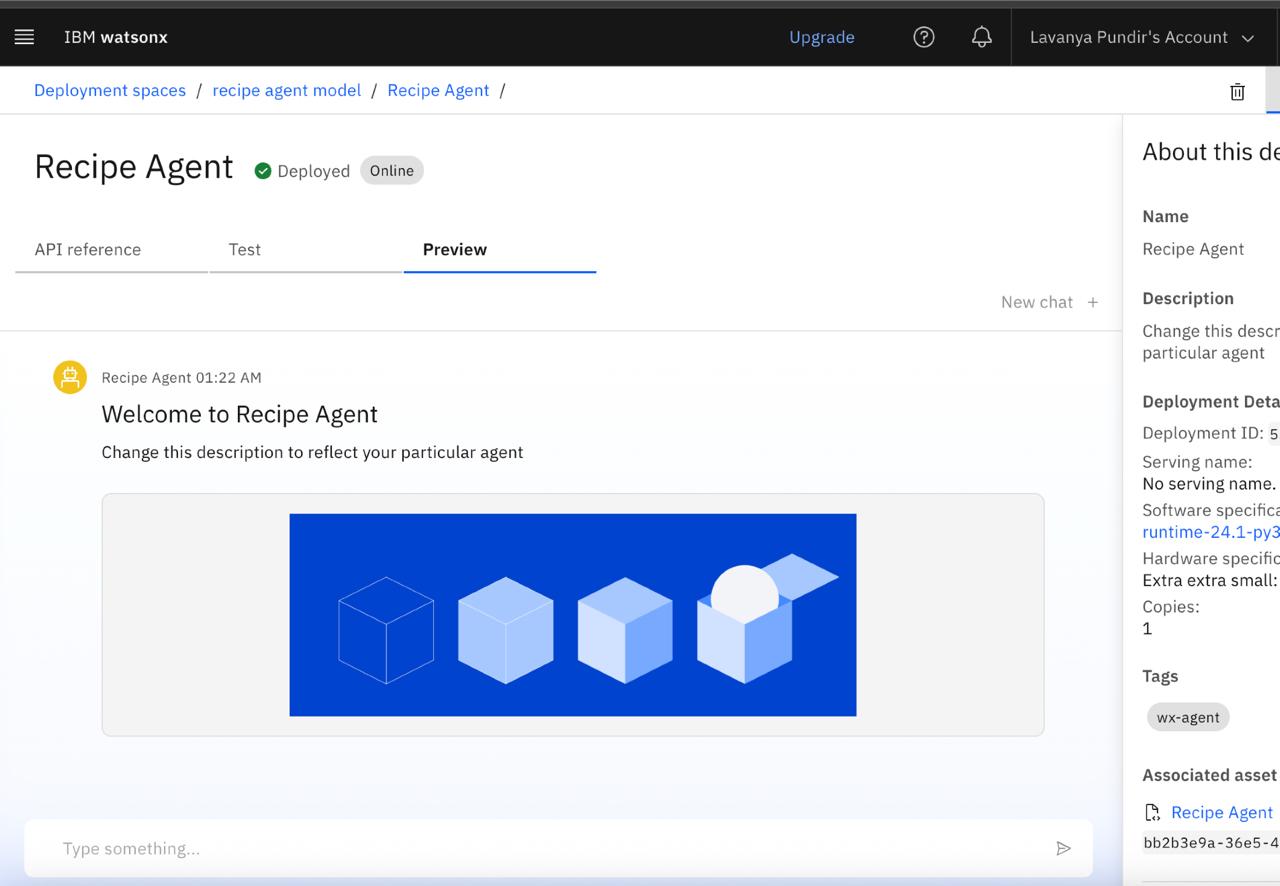 IBM watsonx
Upgrade
Lavanya Pundir's Account
Deployment spaces / recipe agent model / Recipe Agent /
Recipe Agent
Deployed
Online
API reference
Test
Preview
New chat +
Recipe Agent 01:22 AM
Welcome to Recipe Agent
Change this description to reflect your particular agent
Type something...
About this de
Name
Recipe Agent
Description
Change this descr
particular agent
Deployment Deta
Deployment ID: 5
Serving name:
No serving name.
Software specifica
runtime-24.1-py3
Hardware specific
Extra extra small:
Copies:
1
Tags
wx-agent
Associated asset
Recipe Agent
bb2b3e9a-36e5-4